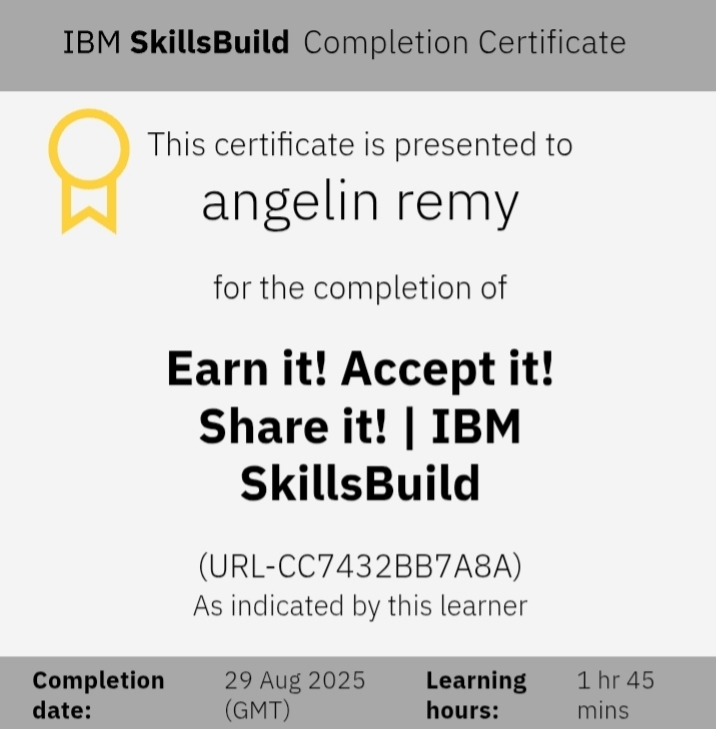 IBM SkillsBuild Completion Certificate
This certificate is presented to
angelin remy
for the completion of
Earn it! Accept it!
Share it! | IBM
SkillsBuild
(URL-CC7432BB7A8A)
As indicated by this learner
Completion date: 29 Aug 2025 (GMT) Learning hours: 1 hr 45 mins